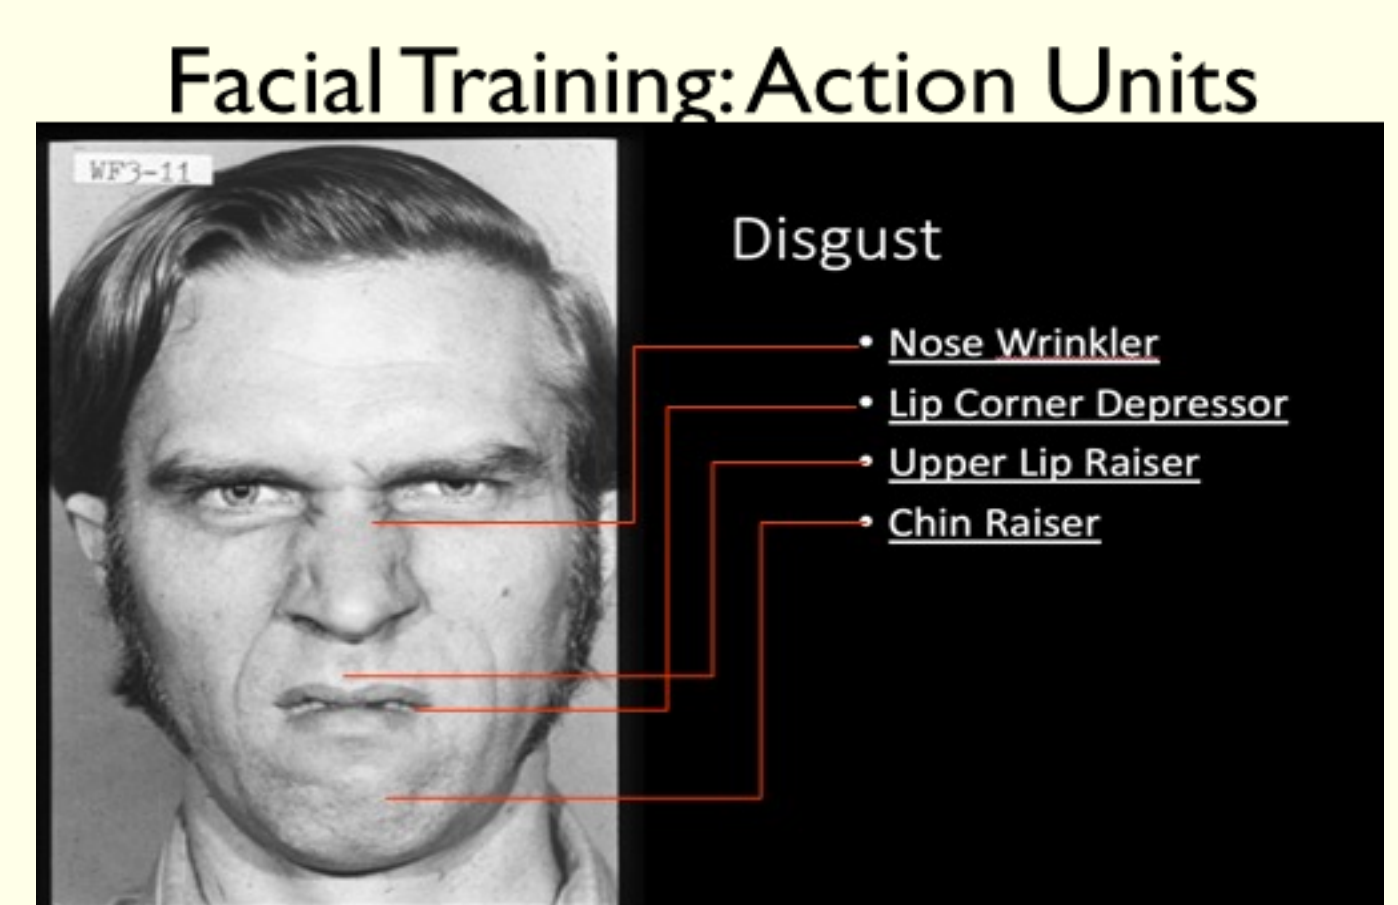 Facial Training: Action Units
WF3-11
Disgust
• Nose Wrinkler
• Lip Corner Depressor
• Upper Lip Raiser
• Chin Raiser